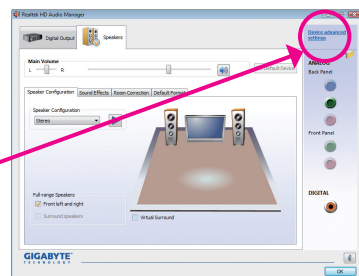 Realtek HD Audio Manager
Digital Output
Speakers
Device advanced
settings
Main Volume
L
R
Default Device
ANALOG
Back Panel
Speaker Configuration
Sound Effects
Room Correction
Default Format
Speaker Configuration
Stereo
Front Panel
Full-range Speakers
Front left and right
Surround speakers
Virtual Surround
DIGITAL
GIGABYTE
TECHNOLOGY
OK